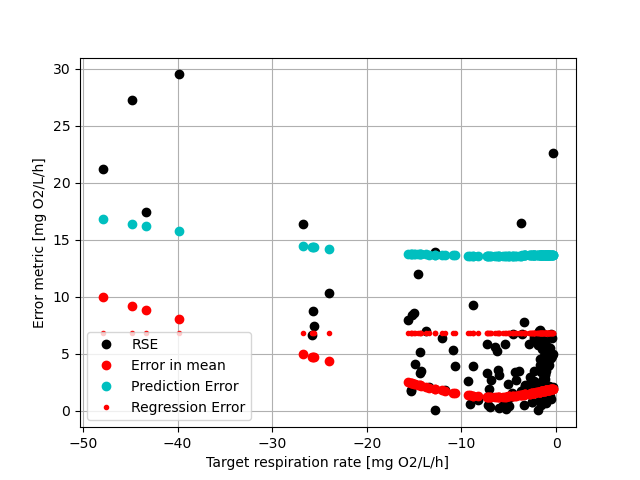 30
25
20
15
10
5
0
Error metric [mg O2/L/h]
RSE
Error in mean
Prediction Error
Regression Error
−50 −40 −30 −20 −10 0
Target respiration rate [mg O2/L/h]